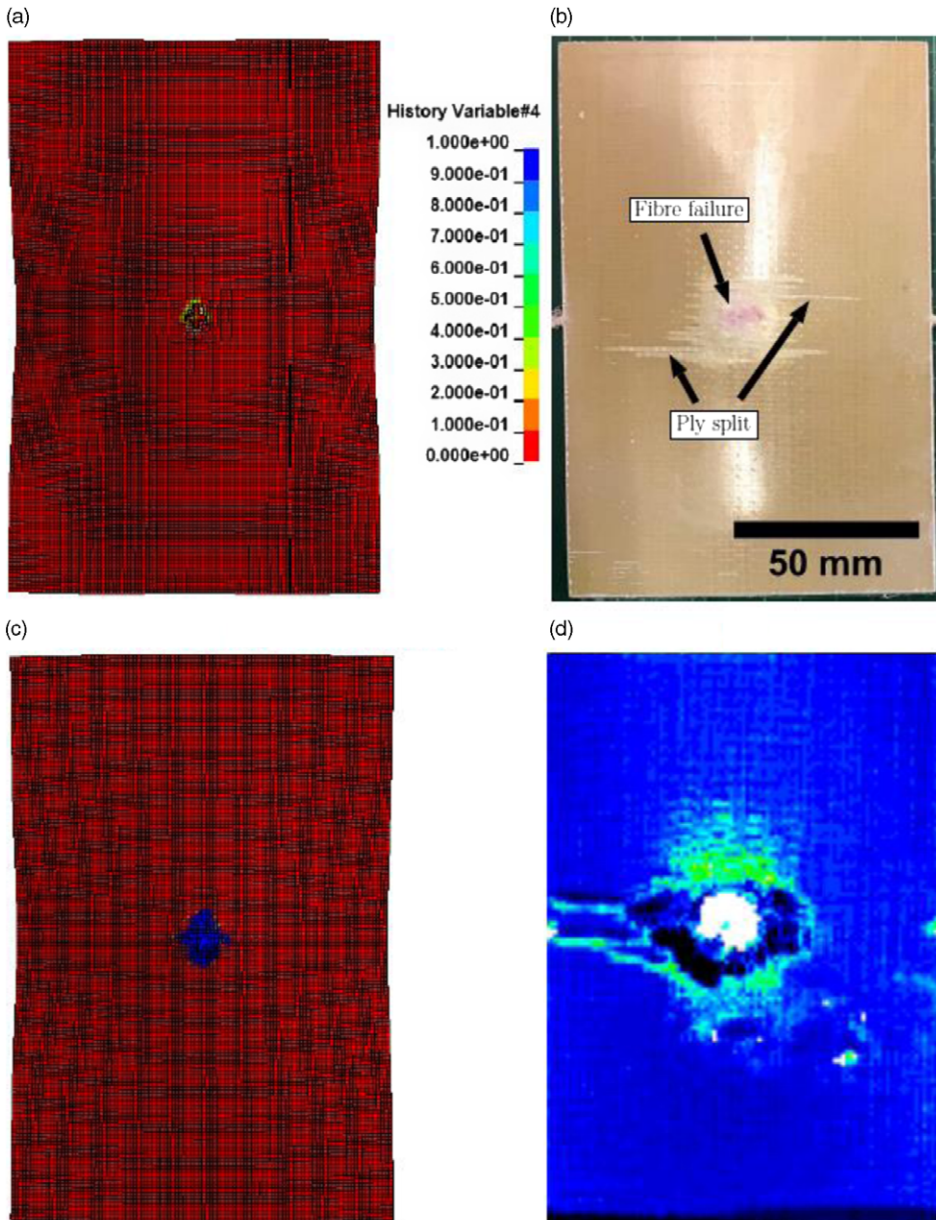 (a)
(b)
History Variable#4
1.000e+00
9.000e-01
8.000e-01
7.000e-01
6.000e-01
5.000e-01
4.000e-01
3.000e-01
2.000e-01
1.000e-01
0.000e+00
Fibre failure
Ply split
50 mm
(c)
(d)